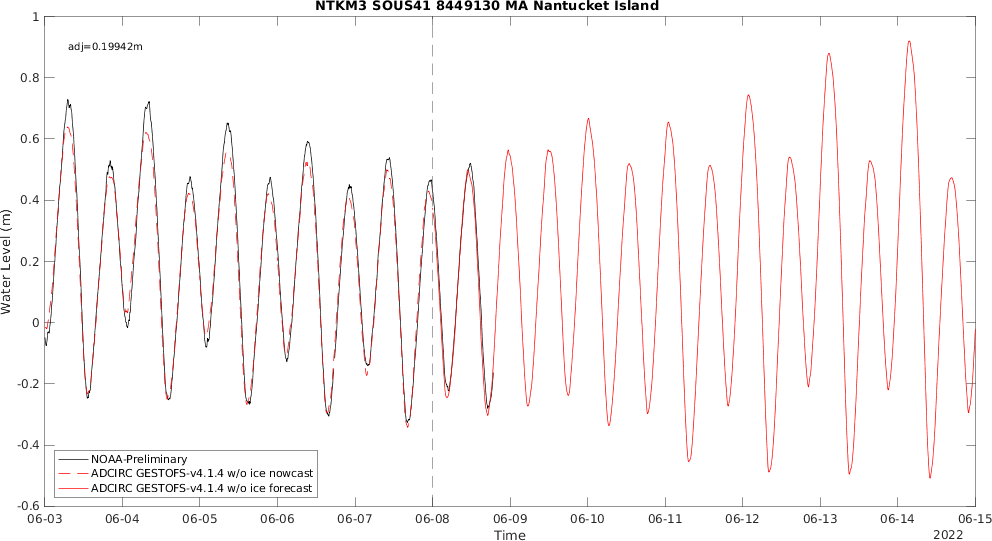 NTKM3 SOUS41 8449130 MA Nantucket Island
adj=0.19942m
1
0.8
0.6
0.4
0.2
0
-0.2
-0.4
-0.6
Water Level (m)
NOAA-Preliminary
ADCIRC GESTOFS-v4.1.4 w/o ice nowcast
ADCIRC GESTOFS-v4.1.4 w/o ice forecast
06-03 06-04 06-05 06-06 06-07 06-08 06-09 06-10 06-11 06-12 06-13 06-14 06-15
Time
2022